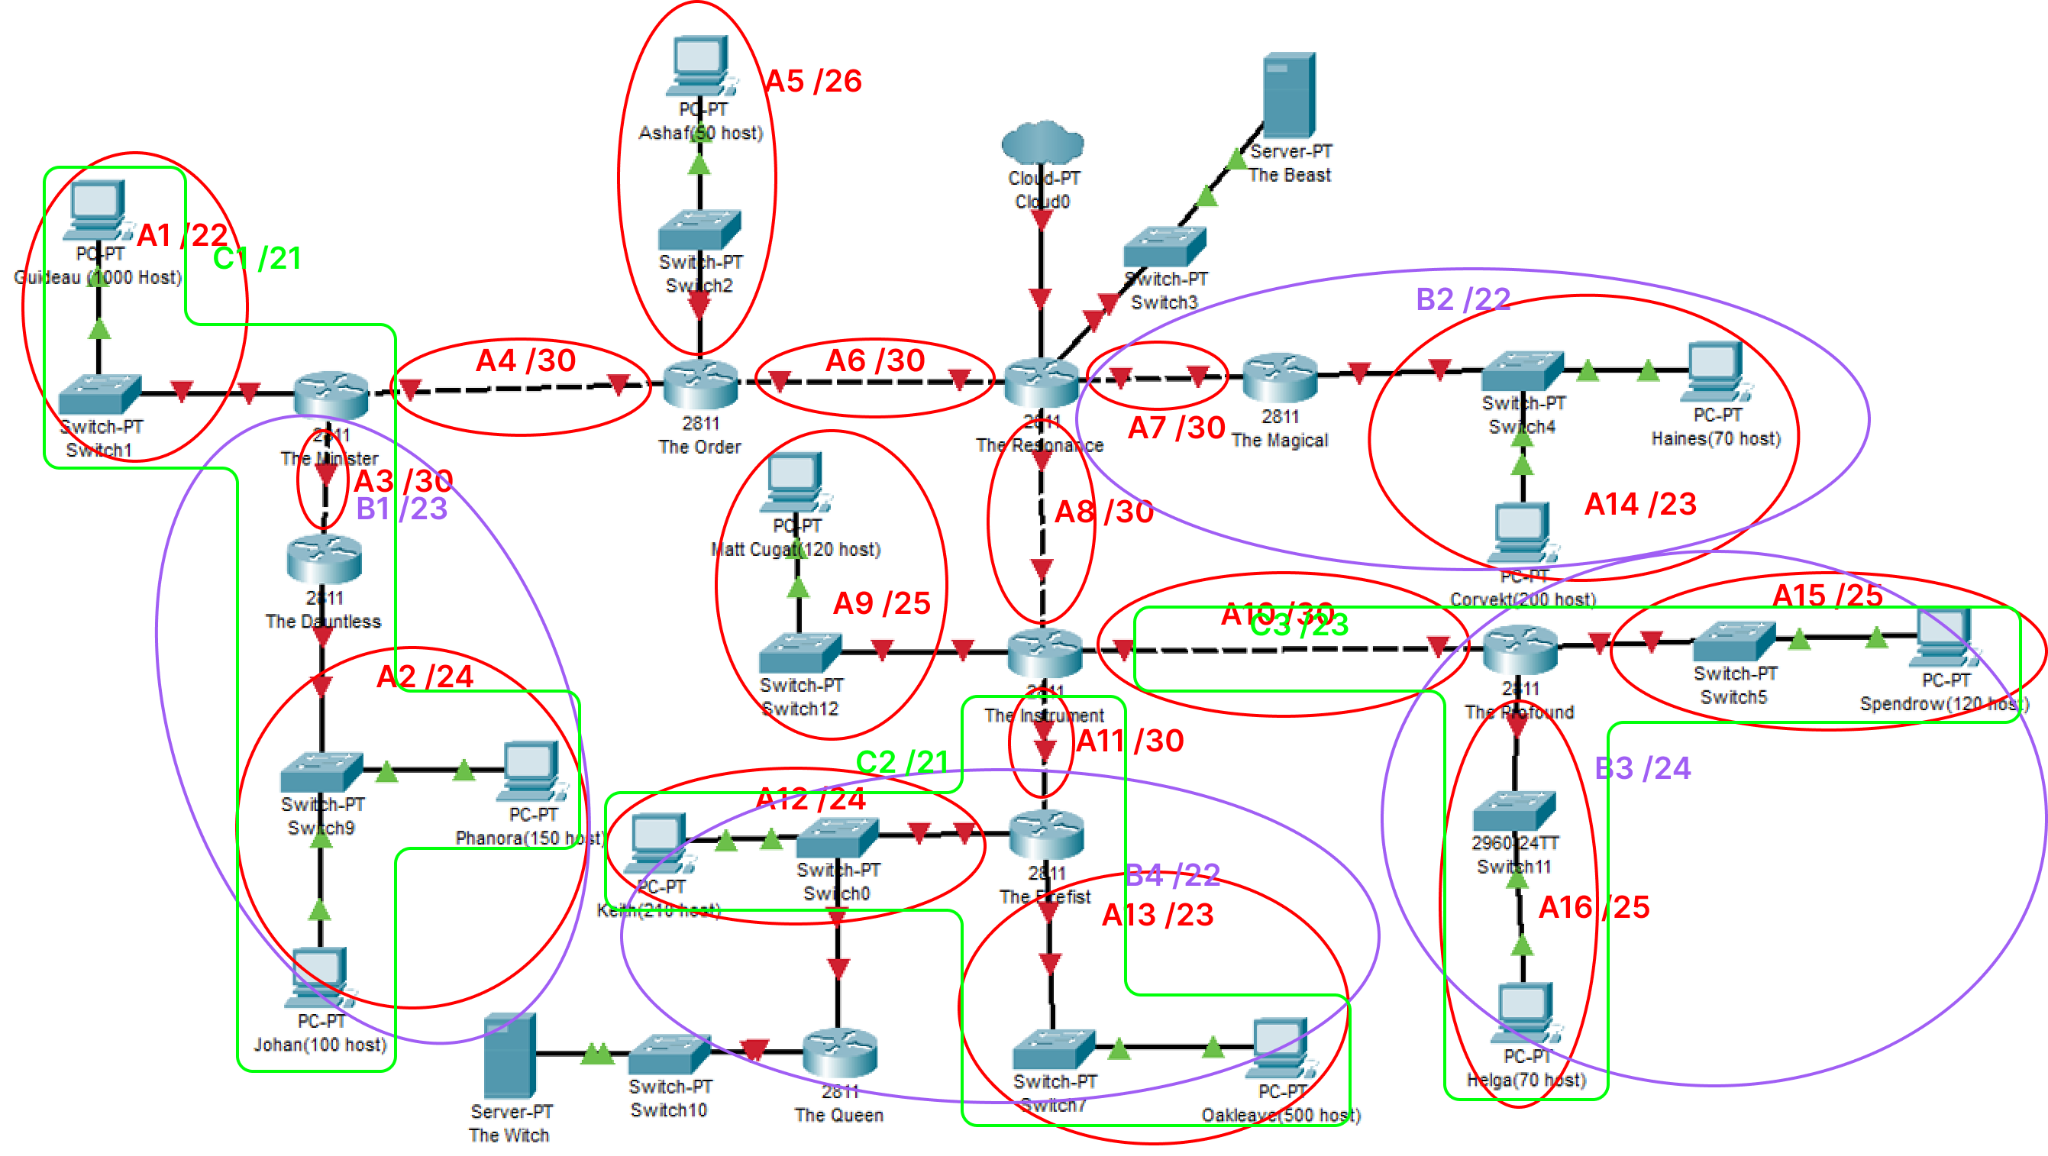 PC-PT
Ashaf(50 host)
A5 /26
Switch-PT
Switch2
Server-PT
The Beast
Cloud-PT
Cloud0
Switch-PT
Switch3
PC-PT
Guideau (1000 Host)
A1 /22
C1 /21
Switch-PT
Switch1
2811
The Minister
A4 /30
2811
The Order
A6 /30
2811
The Resonance
A7 /30
2811
The Magical
B2 /22
Switch-PT
Switch4
PC-PT
Haines(70 host)
A14 /23
PC-PT
Corvekt(200 host)
A3 /30
B1 /23
2811
The Dauntless
PC-PT
Matt Cugat(120 host)
A9 /25
Switch-PT
Switch12
A8 /30
2811
The Instrument
A10 /30
C3 /23
2811
The Profound
A15 /25
Switch-PT
Switch5
PC-PT
Spendrow(120 host)
A2 /24
Switch-PT
Switch9
PC-PT
Phanora(150 host)
PC-PT
Johan(100 host)
A11 /30
C2 /21
A12 /24
PC-PT
Keith(210 host)
Switch-PT
Switch0
2811
The Firefist
B4 /22
A13 /23
B3 /24
2960-24TT
Switch11
A16 /25
PC-PT
Helga(70 host)
Server-PT
The Witch
Switch-PT
Switch10
2811
The Queen
Switch-PT
Switch7
PC-PT
Oakleave(500 host)